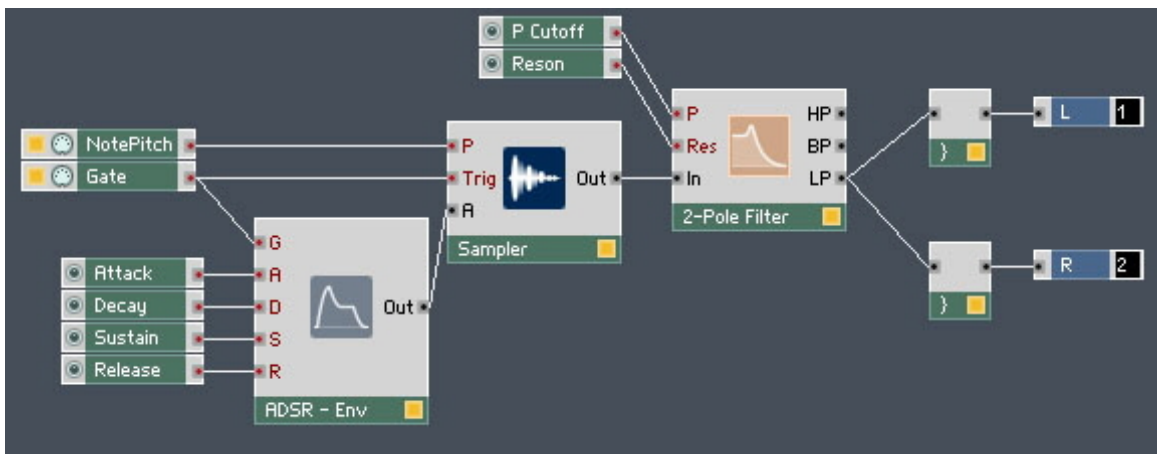 P Cutoff
Reson
NotePitch
Gate
P
Trig
A
Out
Sampler
P
Res
In
HP
BP
LP
2-Pole Filter
}
L 1
}
R 2
Attack
Decay
Sustain
Release
G
A
D
S
R
Out
ADSR - Env